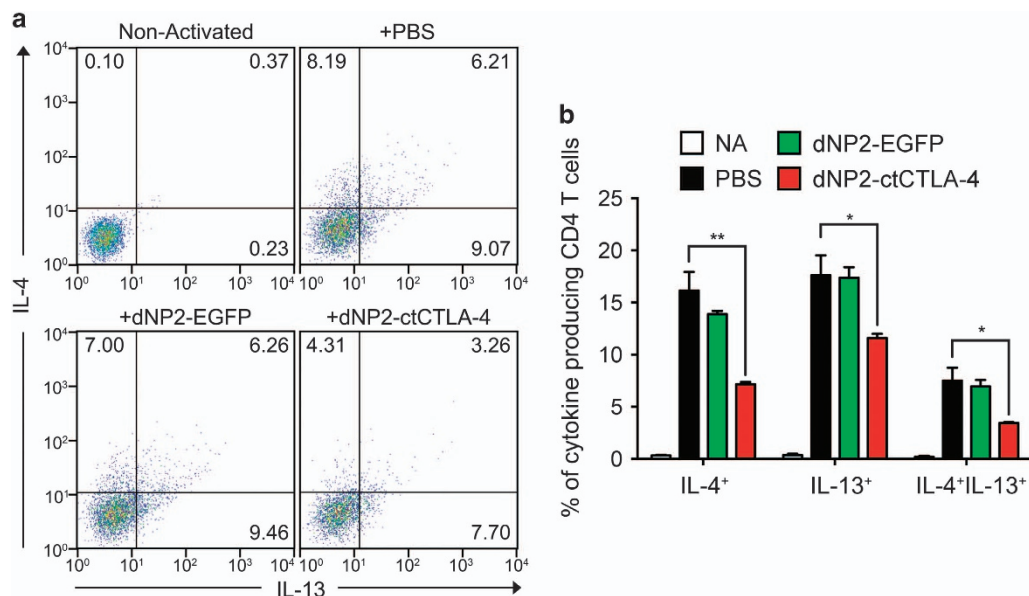 a
Non-Activated
+PBS
10⁴
0.10
0.37
8.19
6.21
10³
10²
10¹
0.23
9.07
10⁰
10⁰ 10¹ 10² 10³ 10⁴ 10⁰ 10¹ 10² 10³ 10⁴
IL-4
+dNP2-EGFP
+dNP2-ctCTLA-4
10⁴
7.00
6.26
4.31
3.26
10³
10²
10¹
9.46
7.70
10⁰
10⁰ 10¹ 10² 10³ 10⁴ 10⁰ 10¹ 10² 10³ 10⁴
IL-13
b
NA
dNP2-EGFP
PBS
dNP2-ctCTLA-4
% of cytokine producing CD4 T cells
25
20
15
10
5
0
**
*
*
IL-4⁺
IL-13⁺
IL-4⁺IL-13⁺